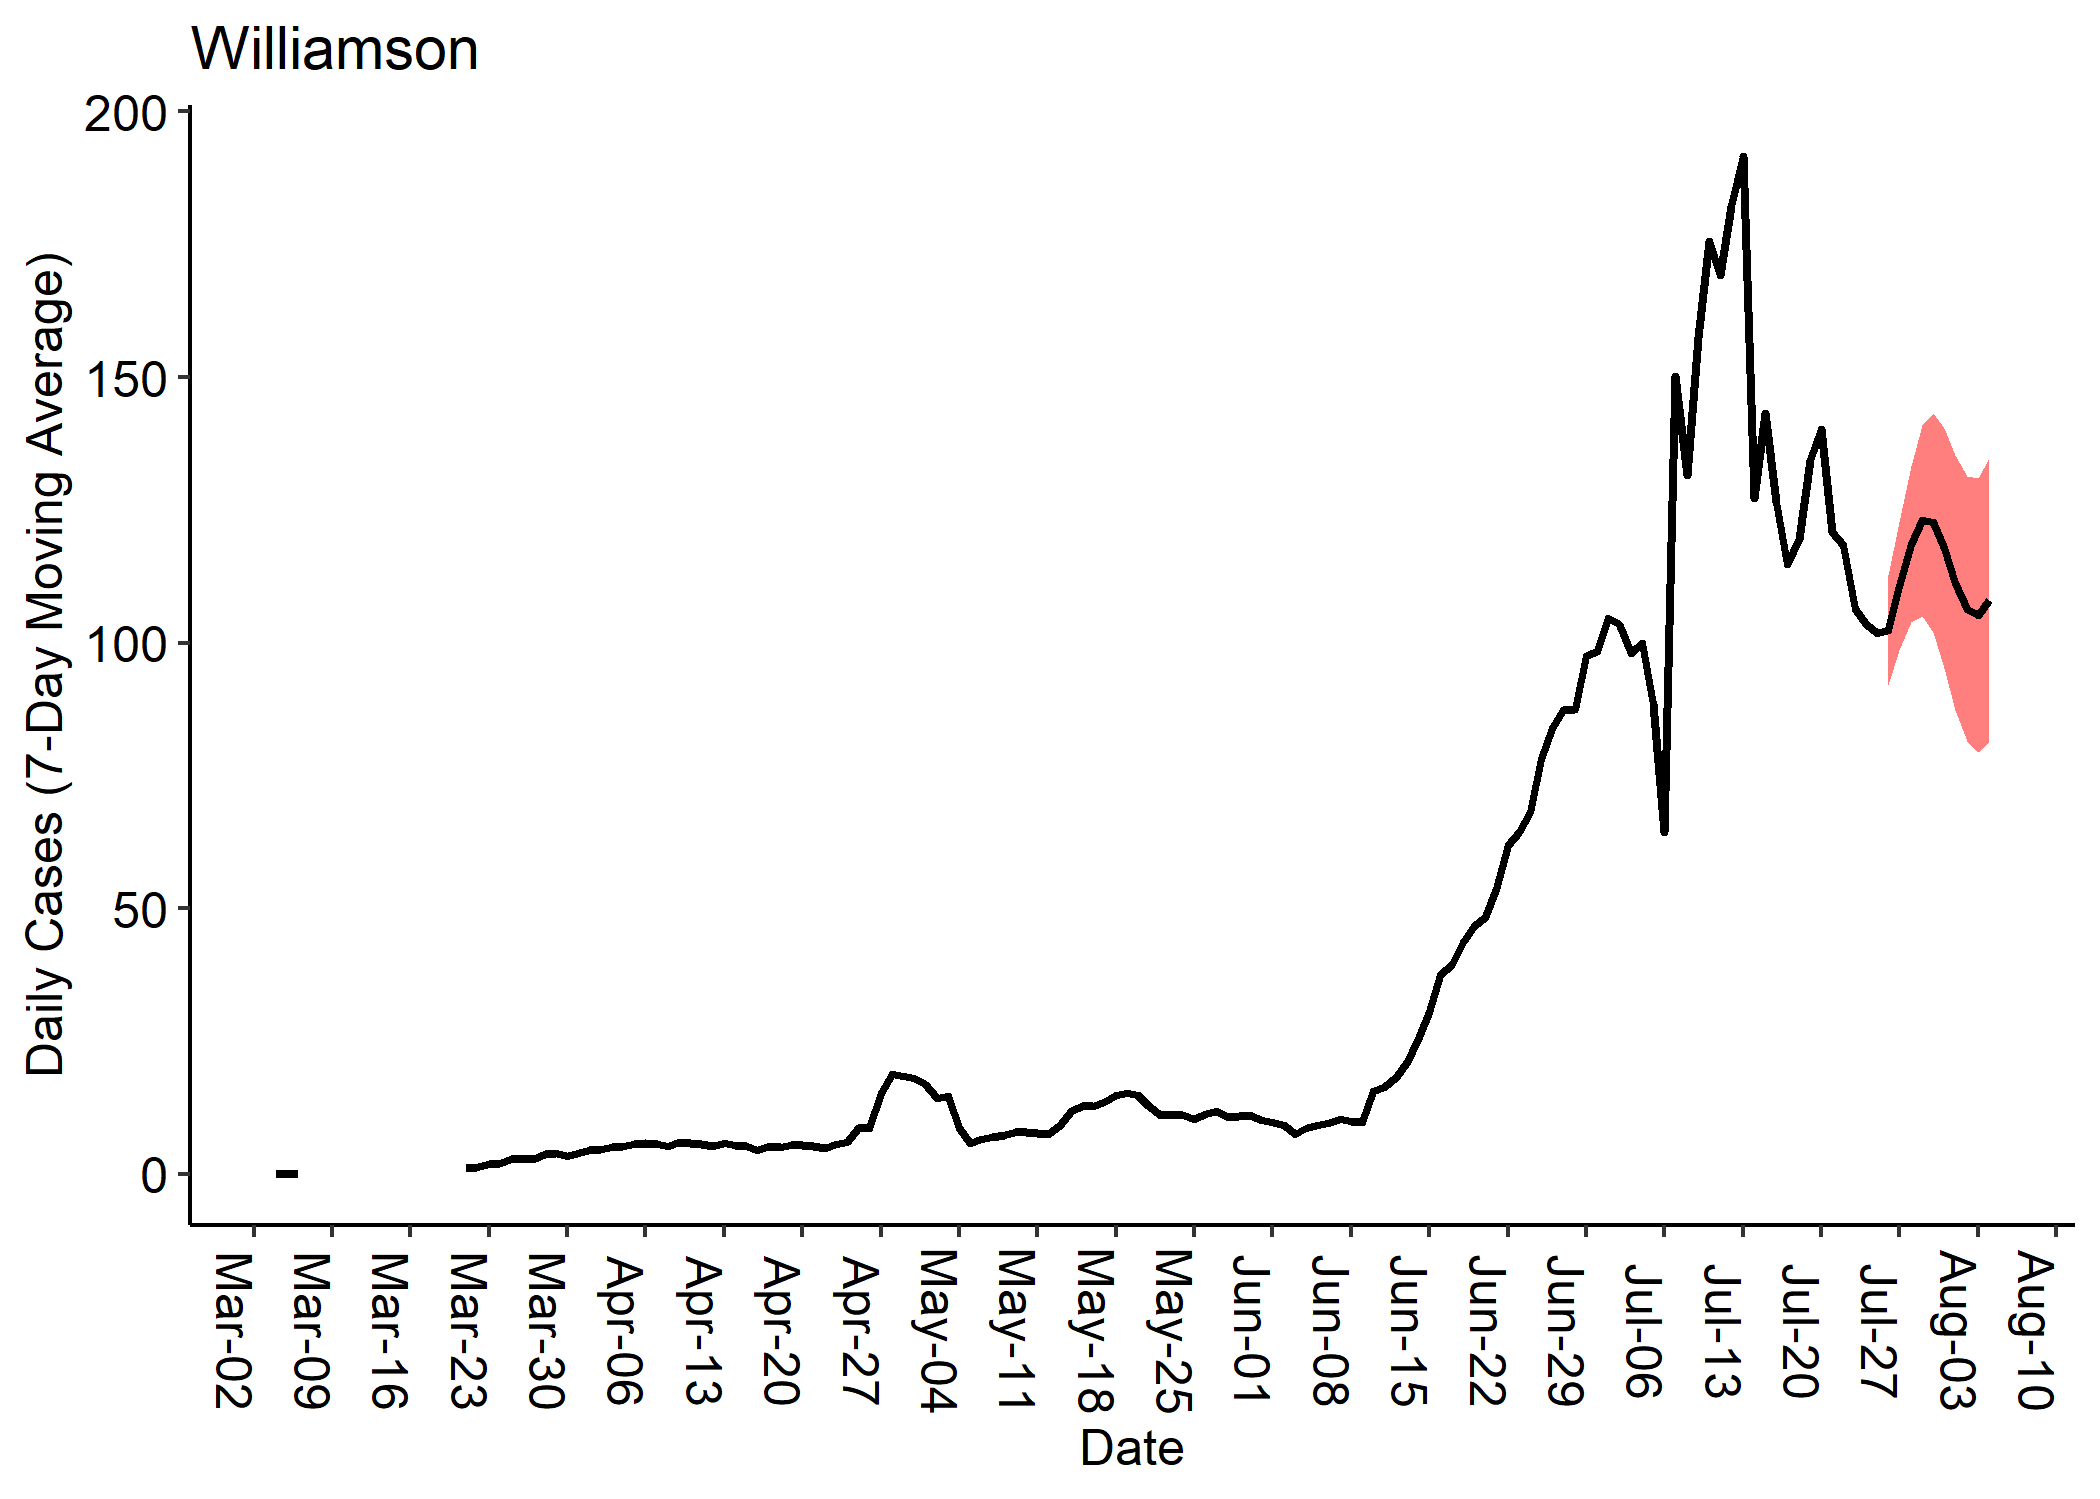 Williamson
200
150
100
50
0
Daily Cases (7-Day Moving Average)
Mar-02
Mar-09
Mar-16
Mar-23
Mar-30
Apr-06
Apr-13
Apr-20
Apr-27
May-04
May-11
May-18
May-25
Jun-01
Jun-08
Jun-15
Jun-22
Jun-29
Jul-06
Jul-13
Jul-20
Jul-27
Aug-03
Aug-10
Date